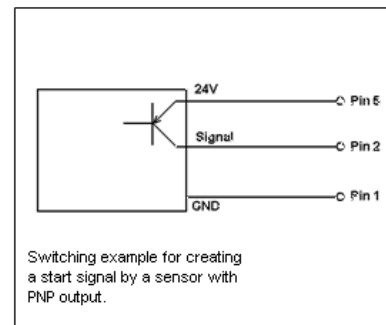 24V
Pin 5
Signal
Pin 2
Pin 1
GND
Switching example for creating
a start signal by a sensor with
PNP output.